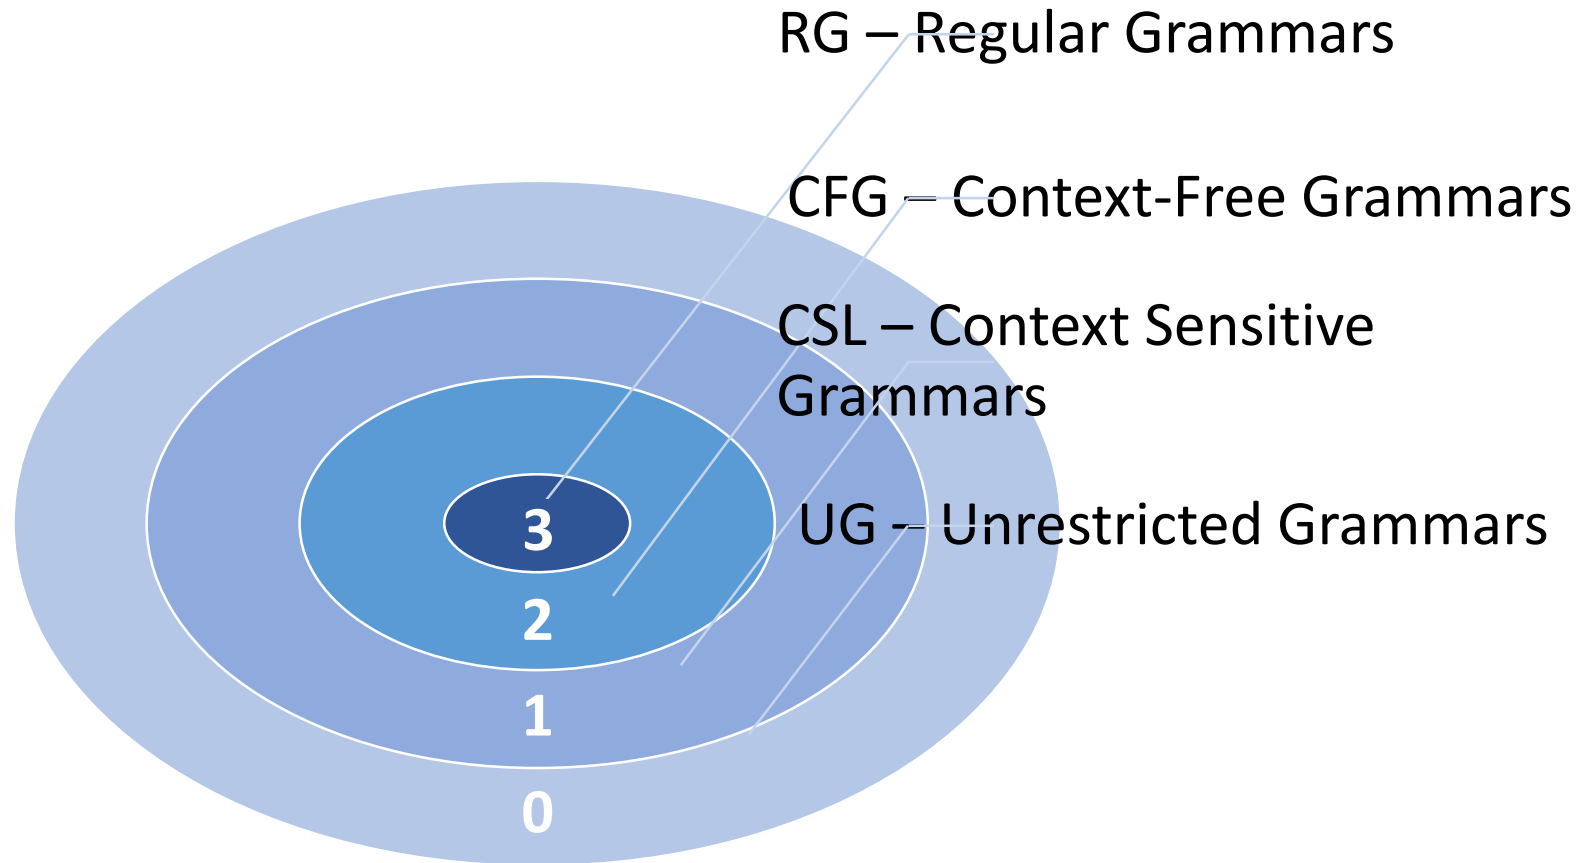 RG – Regular Grammars
CFG – Context-Free Grammars
CSL – Context Sensitive
Grammars
UG – Unrestricted Grammars
3
2
1
0